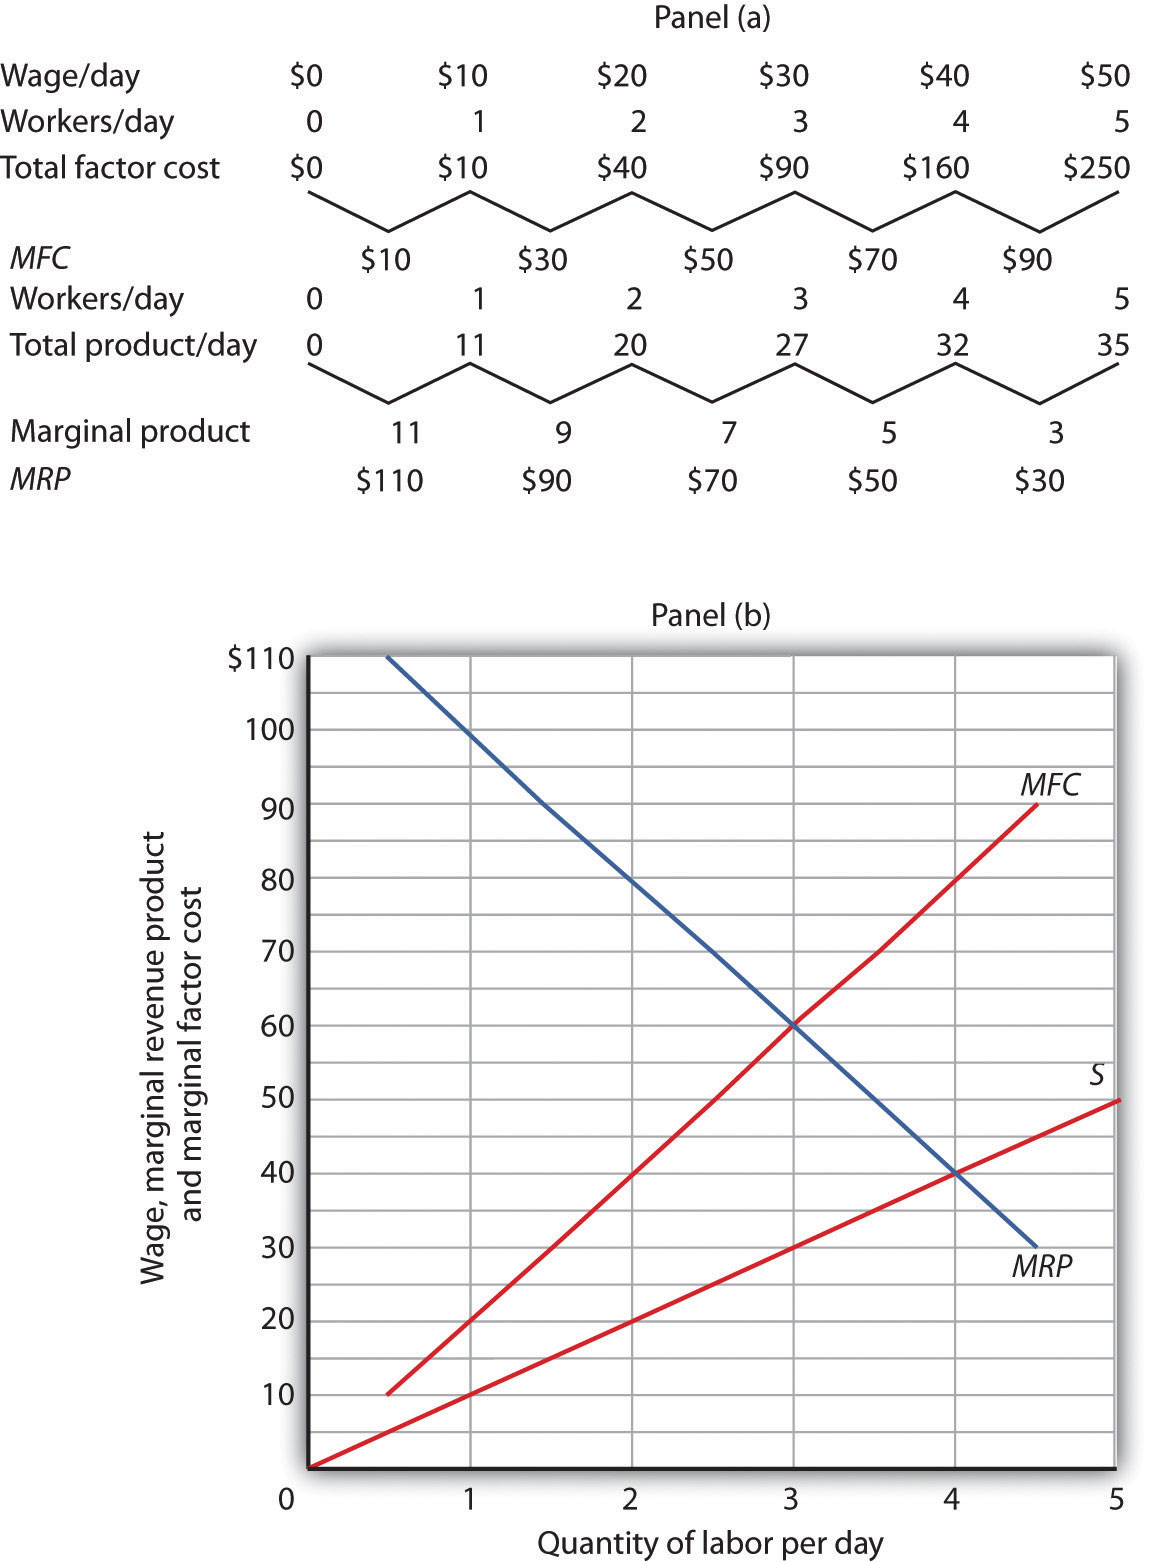 Panel (a)
Wage/day $0 $10 $20 $30 $40 $50
Workers/day 0 1 2 3 4 5
Total factor cost $0 $10 $40 $90 $160 $250
MFC $10 $30 $50 $70 $90
Workers/day 0 1 2 3 4 5
Total product/day 0 11 20 27 32 35
Marginal product 11 9 7 5 3
MRP $110 $90 $70 $50 $30
Panel (b)
Wage, marginal revenue product
and marginal factor cost
$110
100
90
80
70
60
50
40
30
20
10
MFC
S
MRP
0 1 2 3 4 5
Quantity of labor per day